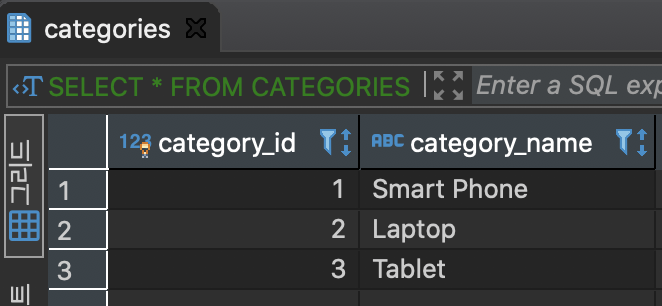 categories
T SELECT * FROM CATEGORIES Enter a SQL exp
그리드
123 category_id ABC category_name
1 1 Smart Phone
2 2 Laptop
3 3 Tablet